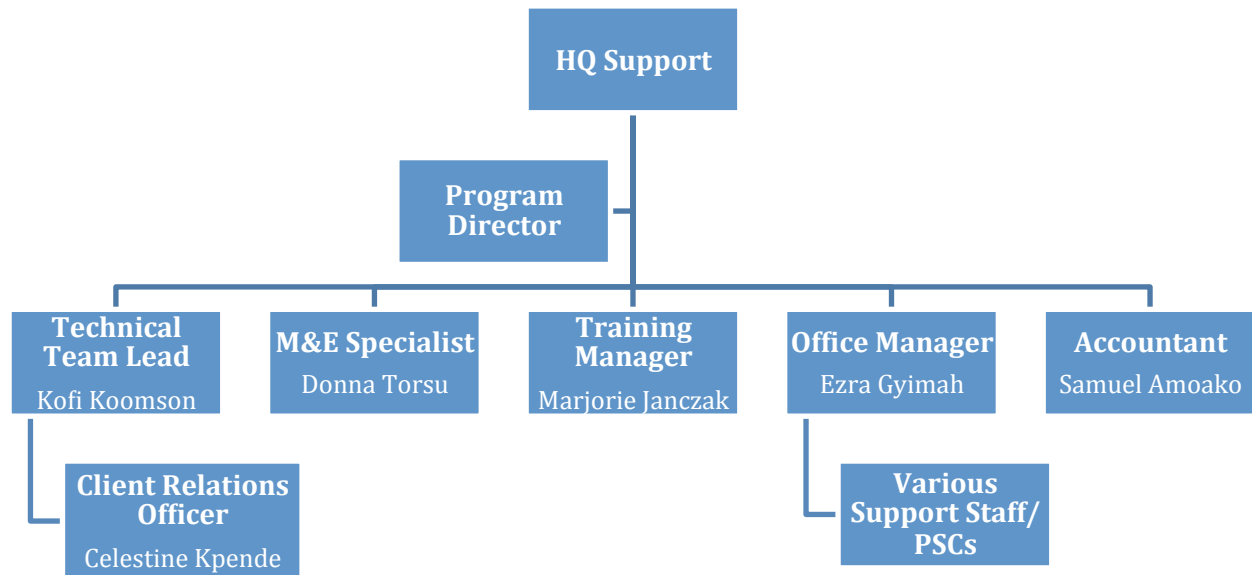 HQ Support
Program
Director
Technical
Team Lead
Kofi Koomson
M&E Specialist
Donna Torsu
Training
Manager
Marjorie Janczak
Office Manager
Ezra Gyimah
Accountant
Samuel Amoako
Client Relations
Officer
Celestine Kpende
Various
Support Staff/
PSCs